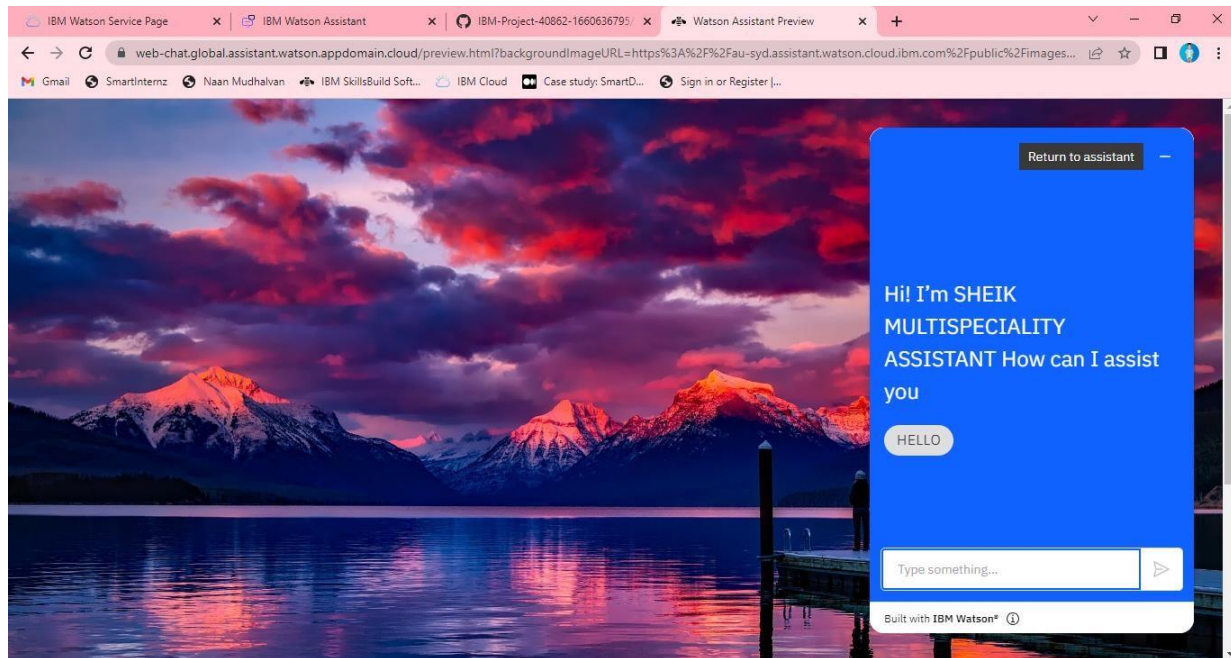 IBM Watson Service Page
IBM Watson Assistant
IBM-Project-40862-1660636795/
Watson Assistant Preview
web-chat.global.assistant.watson.appdomain.cloud/preview.html?backgroundImageURL=https%3A%2F%2Fau-syd.assistant.watson.cloud.ibm.com%2Fpublic%2Fimages...
Gmail
SmartInternz
Naan Mudhalvan
IBM SkillsBuild Soft...
IBM Cloud
Case study: SmartD...
Sign in or Register |...
Return to assistant
Hi! I’m SHEIK
MULTISPECIALITY
ASSISTANT How can I assist
you
HELLO
Type something...
Built with IBM Watson®